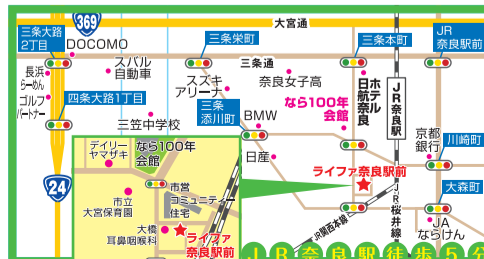 369
大宮通
三条大路
2丁目
DOCOMO
三条栄町
三条本町
JR
奈良駅前
三条通
長浜
らーめん
スバル
自動車
スズキ
アリーナ
奈良女子高
ホテル
日航奈良
JR奈良駅
ゴルフ
パートナー
四条大路1丁目
三条
添川町
BMW
なら100年
会館
三笠中学校
京都
銀行
川崎町
デイリー
ヤマザキ
なら100年
会館
日産
ライファ奈良駅前
大森町
24
市営
コミュニティー
住宅
市立
大宮保育園
大橋
耳鼻咽喉科
ライファ
奈良駅前
JR関西本線
JR桜井線
JA
ならけん
JR奈良駅徒歩5分